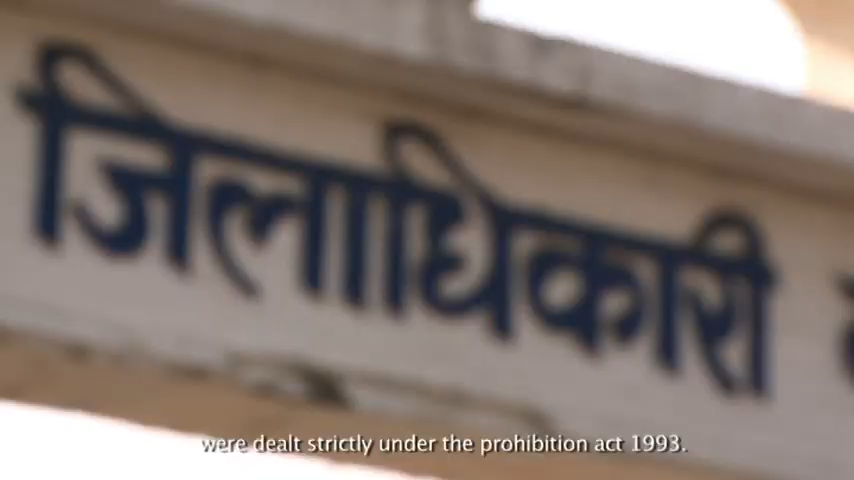 जिलाधिकारी
were dealt strictly under the prohibition act 1993.